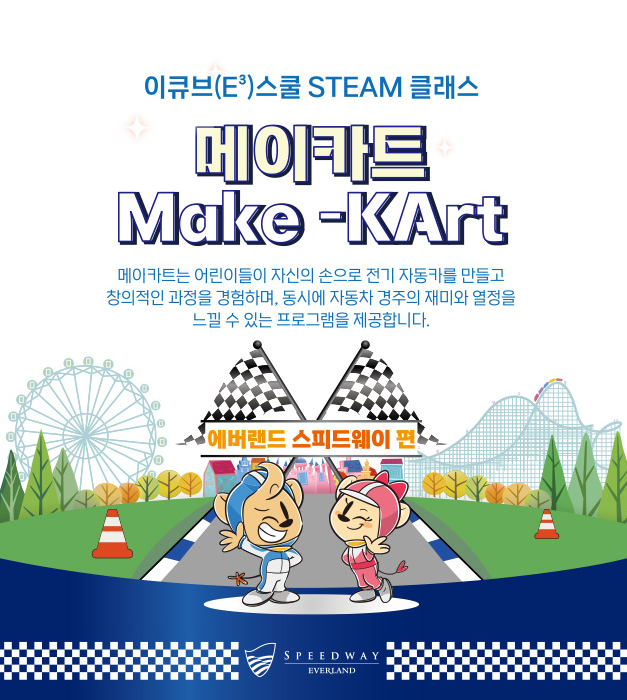 이큐브(E³)스쿨 STEAM 클래스
메이카트
Make -KArt
메이카트는 어린이들이 자신의 손으로 전기 자동카를 만들고
창의적인 과정을 경험하며, 동시에 자동차 경주의 재미와 열정을
느낄 수 있는 프로그램을 제공합니다.
에버랜드 스피드웨이 편
SPEEDWAY
EVERLAND